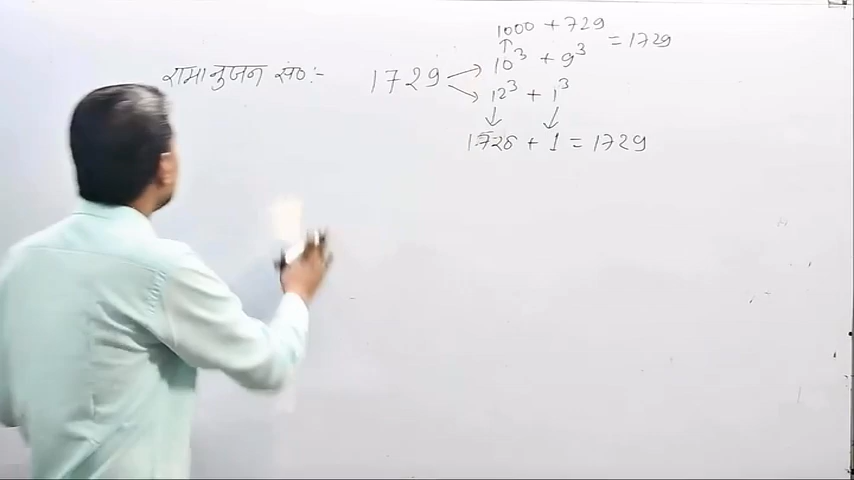 1000 + 729
10³ + 9³ = 1729
रामानुजन सं०:- 1729
12³ + 1³
1728 + 1 = 1729